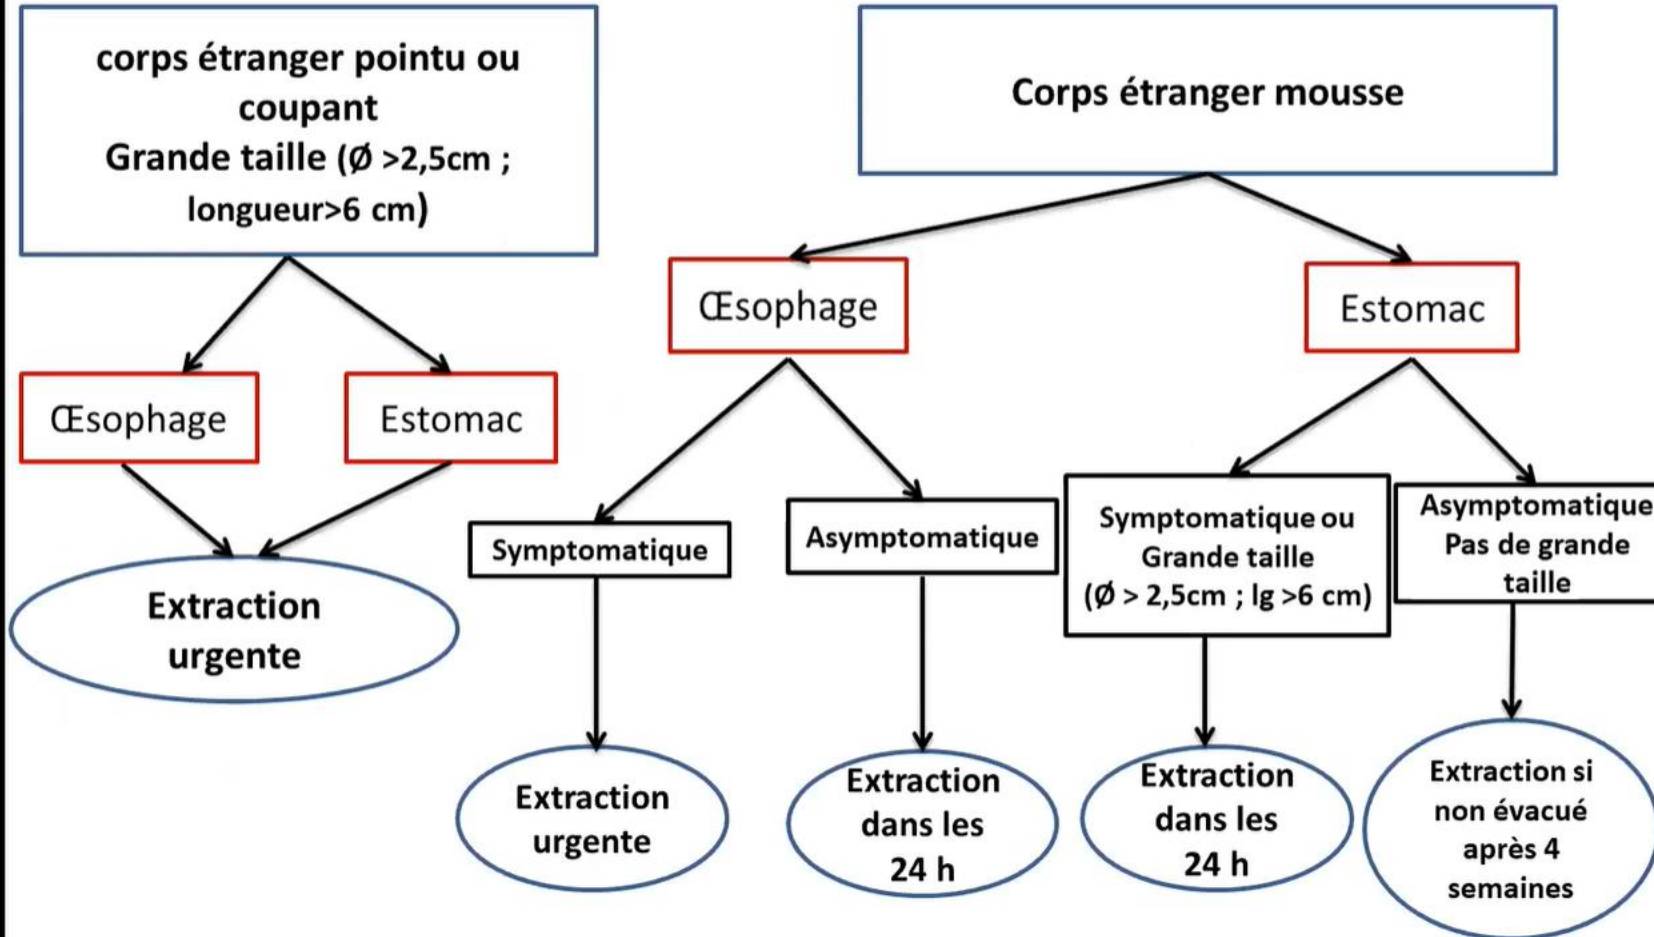 corps étranger pointu ou
coupant
Grande taille (Ø >2,5cm ;
longueur>6 cm)
Corps étranger mousse
Œsophage
Estomac
Œsophage
Estomac
Symptomatique
Asymptomatique
Symptomatique ou
Grande taille
(Ø > 2,5cm ; lg >6 cm)
Asymptomatique
Pas de grande
taille
Extraction
urgente
Extraction
urgente
Extraction
dans les
24 h
Extraction
dans les
24 h
Extraction si
non évacué
après 4
semaines